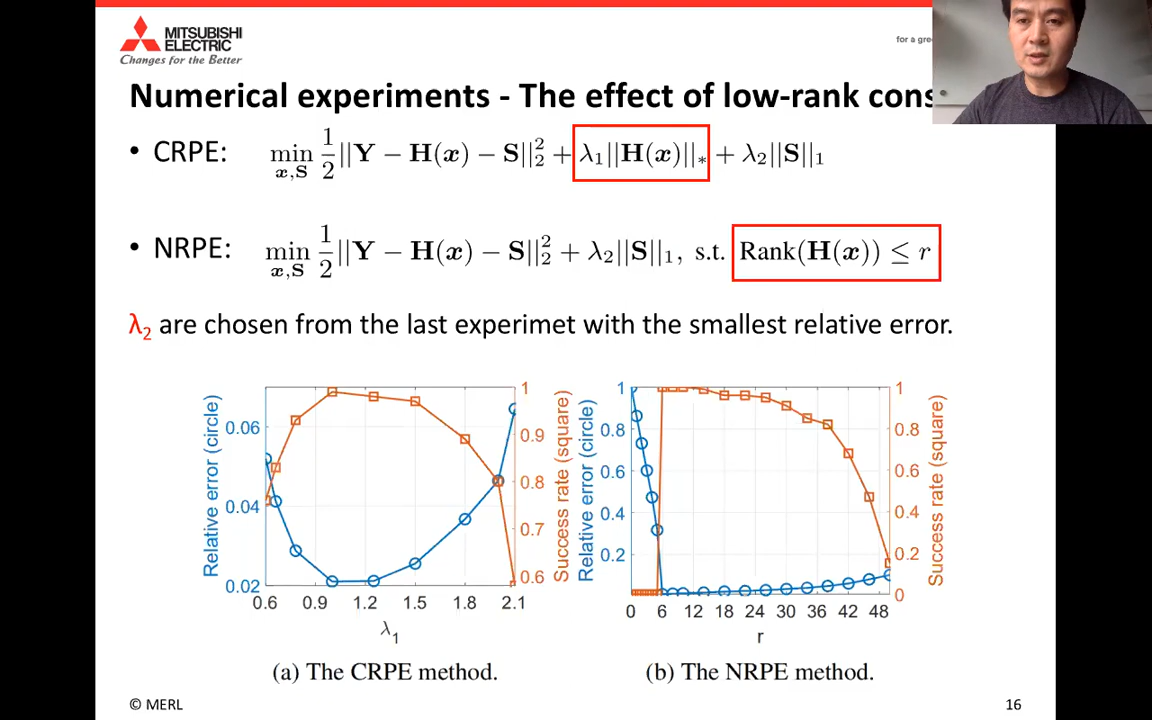 MITSUBISHI
ELECTRIC
Changes for the Better
for a gre
Numerical experiments - The effect of low-rank cons
• CRPE: min_{x,S} 1/2 ||Y − H(x) − S||_2^2 + λ_1||H(x)||_* + λ_2||S||_1
• NRPE: min_{x,S} 1/2 ||Y − H(x) − S||_2^2 + λ_2||S||_1, s.t. Rank(H(x)) ≤ r
λ_2 are chosen from the last experimet with the smallest relative error.
Relative error (circle)
0.06
0.04
0.02
0.6 0.9 1.2 1.5 1.8 2.1
λ_1
1
0.9
0.8
0.7
0.6
Success rate (square)
(a) The CRPE method.
Relative error (circle)
1
0.8
0.6
0.4
0.2
0 6 12 18 24 30 36 42 48
r
1
0.8
0.6
0.4
0.2
0
Success rate (square)
(b) The NRPE method.
© MERL
16